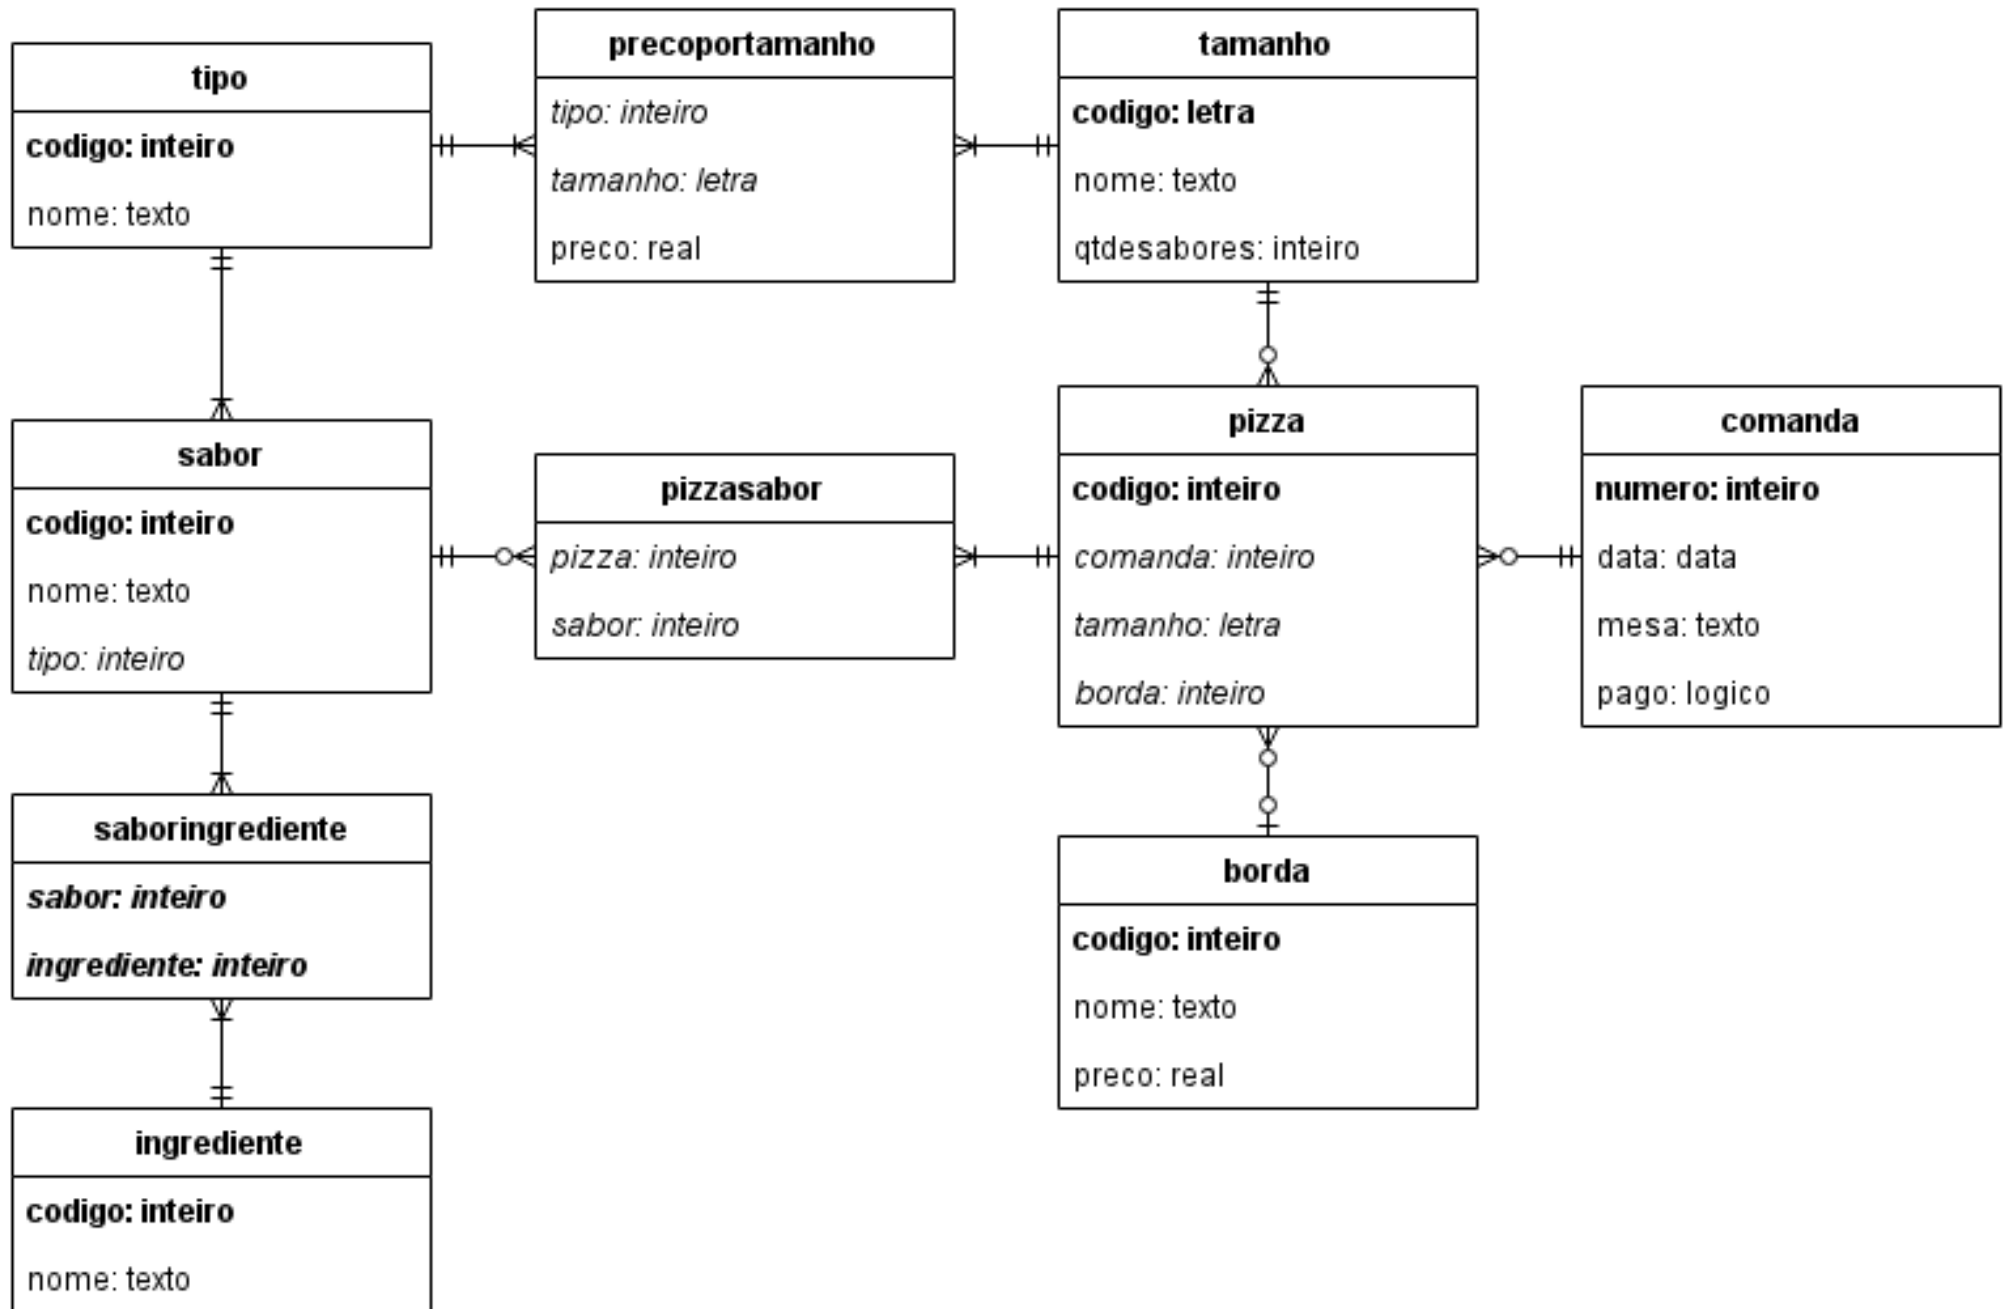 tipo
codigo: inteiro
nome: texto
precoportamanho
tipo: inteiro
tamanho: letra
preco: real
tamanho
codigo: letra
nome: texto
qtdesabores: inteiro
sabor
codigo: inteiro
nome: texto
tipo: inteiro
pizzasabor
pizza: inteiro
sabor: inteiro
pizza
codigo: inteiro
comanda: inteiro
tamanho: letra
borda: inteiro
comanda
numero: inteiro
data: data
mesa: texto
pago: logico
saboringrediente
sabor: inteiro
ingrediente: inteiro
borda
codigo: inteiro
nome: texto
preco: real
ingrediente
codigo: inteiro
nome: texto